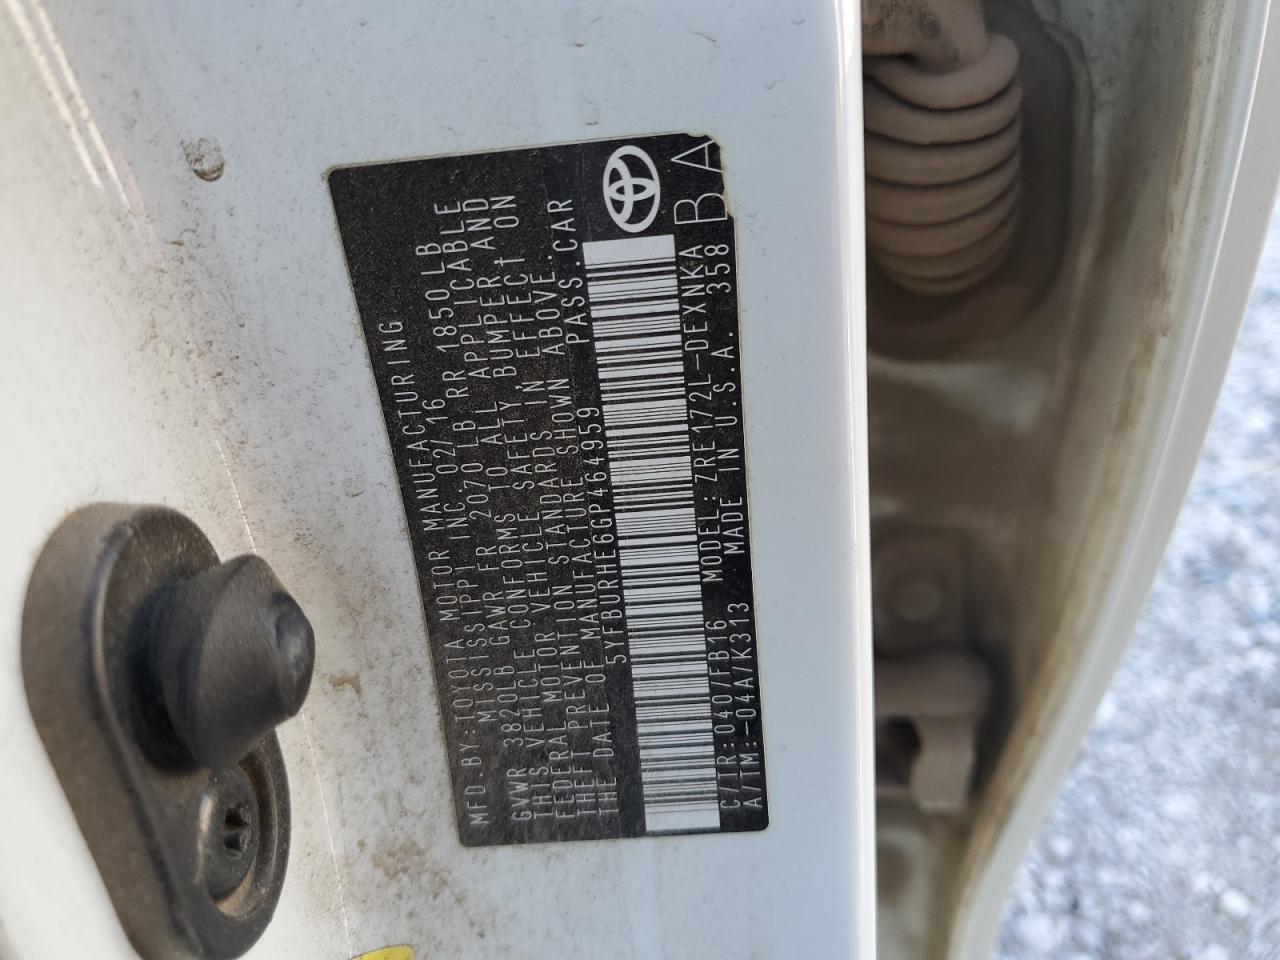 MFD.BY:TOYOTA MOTOR MANUFACTURING
MISSISSIPPI INC. 02/16
GVWR 3820LB GAWR FR 2070 LB RR 1850LB
THIS VEHICLE CONFORMS TO ALL APPLICABLE
FEDERAL MOTOR VEHICLE SAFETY, BUMPER, AND
THEFT PREVENTION STANDARDS IN EFFECT ON
THE DATE OF MANUFACTURE SHOWN ABOVE.
5YFBURHE6GP464959 PASS.CAR
C/TR:040/FB16 MODEL:ZRE172L-DEXNKA
A/TM:-04A/K313 MADE IN U.S.A. 358
BA